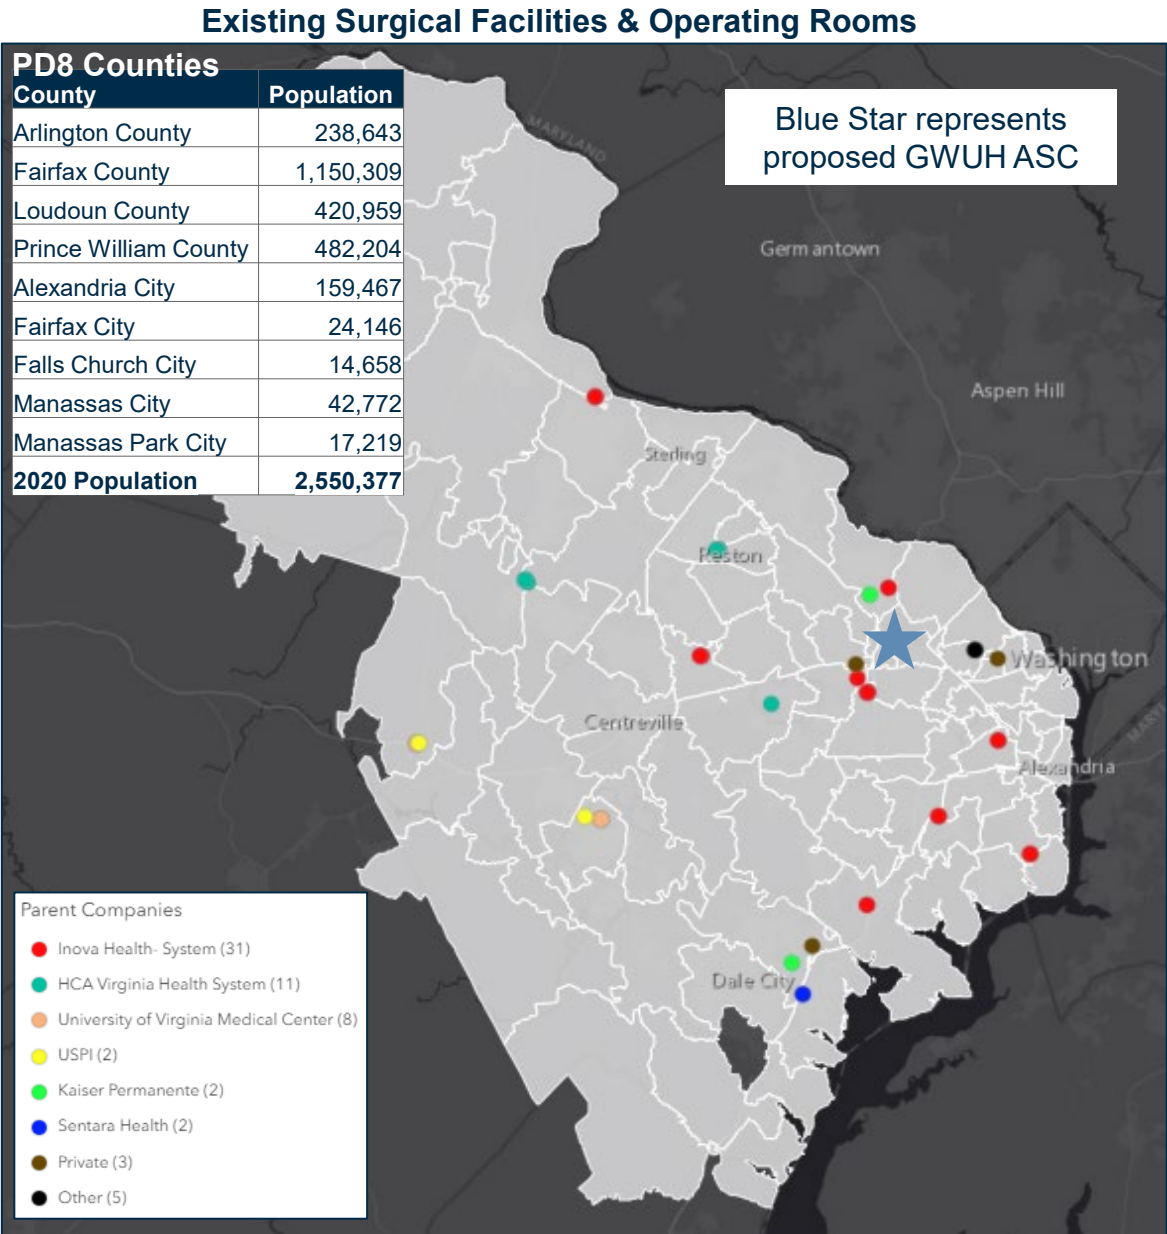 Existing Surgical Facilities & Operating Rooms
PD8 Counties
County Population
Arlington County 238,643
Fairfax County 1,150,309
Loudoun County 420,959
Prince William County 482,204
Alexandria City 159,467
Fairfax City 24,146
Falls Church City 14,658
Manassas City 42,772
Manassas Park City 17,219
2020 Population 2,550,377
Blue Star represents
proposed GWUH ASC
MARYLAND
Germantown
Aspen Hill
Sterling
Reston
Washington
Centreville
Alexandria
Dale City
Parent Companies
Inova Health- System (31)
HCA Virginia Health System (11)
University of Virginia Medical Center (8)
USPI (2)
Kaiser Permanente (2)
Sentara Health (2)
Private (3)
Other (5)